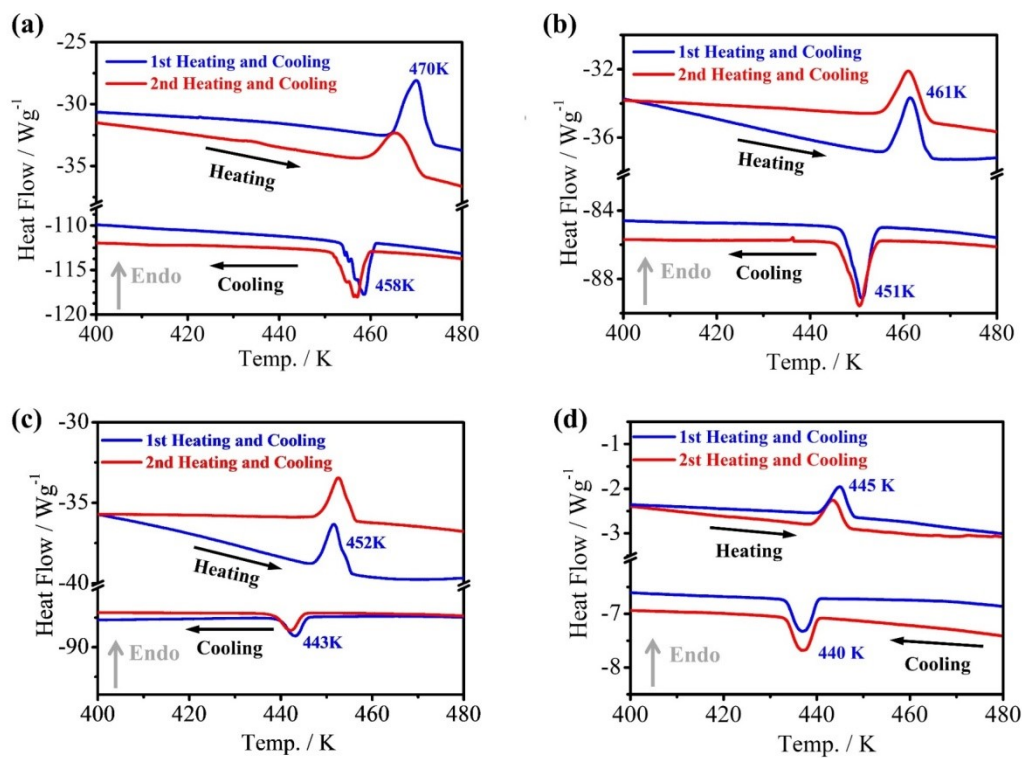 (a)
-25
-30
-35
-110
-115
-120
Heat Flow / Wg⁻¹
1st Heating and Cooling
2nd Heating and Cooling
470K
Heating
Endo
Cooling
458K
400 420 440 460 480
Temp. / K
(b)
-32
-36
-84
-88
Heat Flow / Wg⁻¹
1st Heating and Cooling
2nd Heating and Cooling
461K
Heating
Endo
Cooling
451K
400 420 440 460 480
Temp. / K
(c)
-30
-35
-40
-90
Heat Flow / Wg⁻¹
1st Heating and Cooling
2nd Heating and Cooling
452K
Heating
Cooling
443K
Endo
400 420 440 460 480
Temp. / K
(d)
-1
-2
-3
-7
-8
Heat Flow / Wg⁻¹
1st Heating and Cooling
2st Heating and Cooling
445 K
Heating
Endo
440 K
Cooling
400 420 440 460 480
Temp. / K